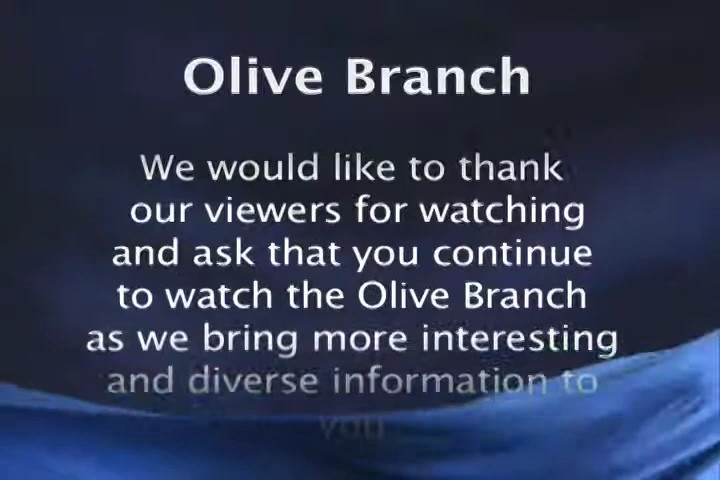 Olive Branch
We would like to thank
our viewers for watching
and ask that you continue
to watch the Olive Branch
as we bring more interesting
and diverse information to
you